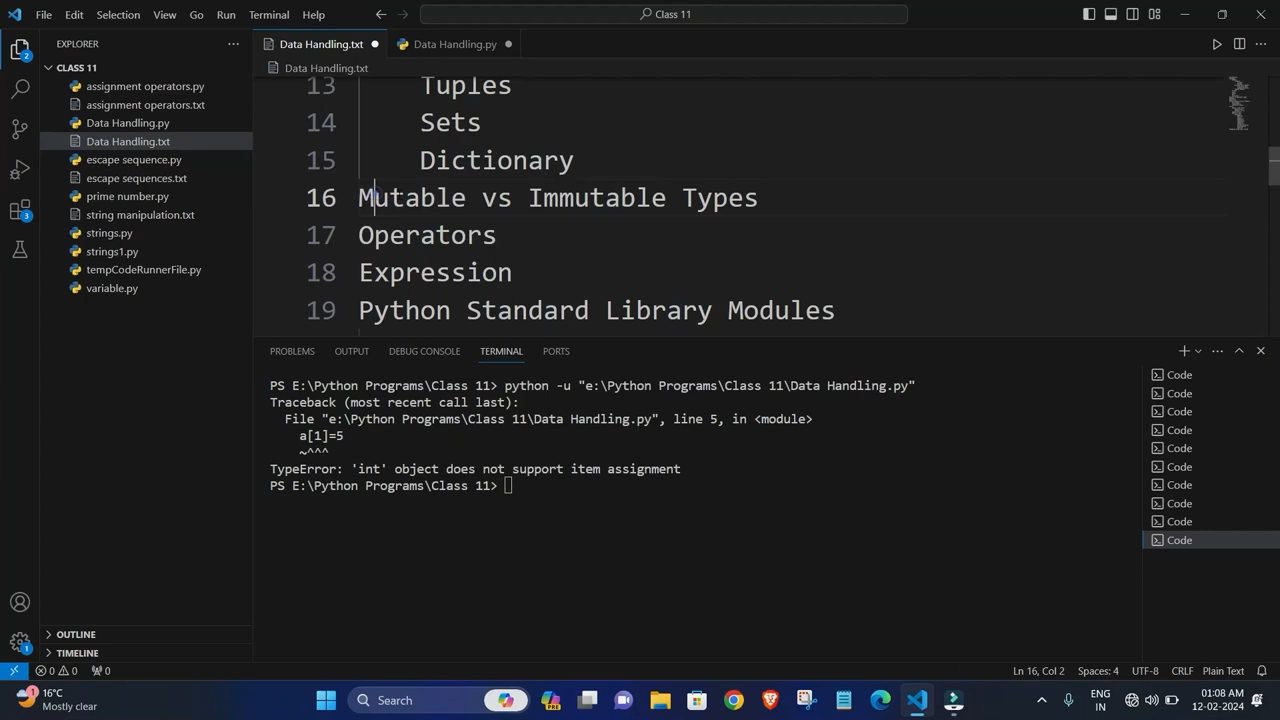 File Edit Selection View Go Run Terminal Help
Class 11
EXPLORER
Data Handling.txt
Data Handling.py
CLASS 11
Data Handling.txt
assignment operators.py
assignment operators.txt
Data Handling.py
Data Handling.txt
escape sequence.py
escape sequences.txt
prime number.py
string manipulation.txt
strings.py
strings1.py
tempCodeRunnerFile.py
variable.py
2
3
13 Tuples
14 Sets
15 Dictionary
16 Mutable vs Immutable Types
17 Operators
18 Expression
19 Python Standard Library Modules
PROBLEMS OUTPUT DEBUG CONSOLE TERMINAL PORTS
PS E:\Python Programs\Class 11> python -u "e:\Python Programs\Class 11\Data Handling.py"
Traceback (most recent call last):
File "e:\Python Programs\Class 11\Data Handling.py", line 5, in <module>
a[1]=5
~^^^
TypeError: 'int' object does not support item assignment
PS E:\Python Programs\Class 11>
Code
Code
Code
Code
Code
Code
Code
Code
Code
Code
OUTLINE
TIMELINE
1
0 0 0
Ln 16, Col 2 Spaces: 4 UTF-8 CRLF Plain Text
1
16°C
Mostly clear
Search
PRE
ENG
IN
01:08 AM
12-02-2024